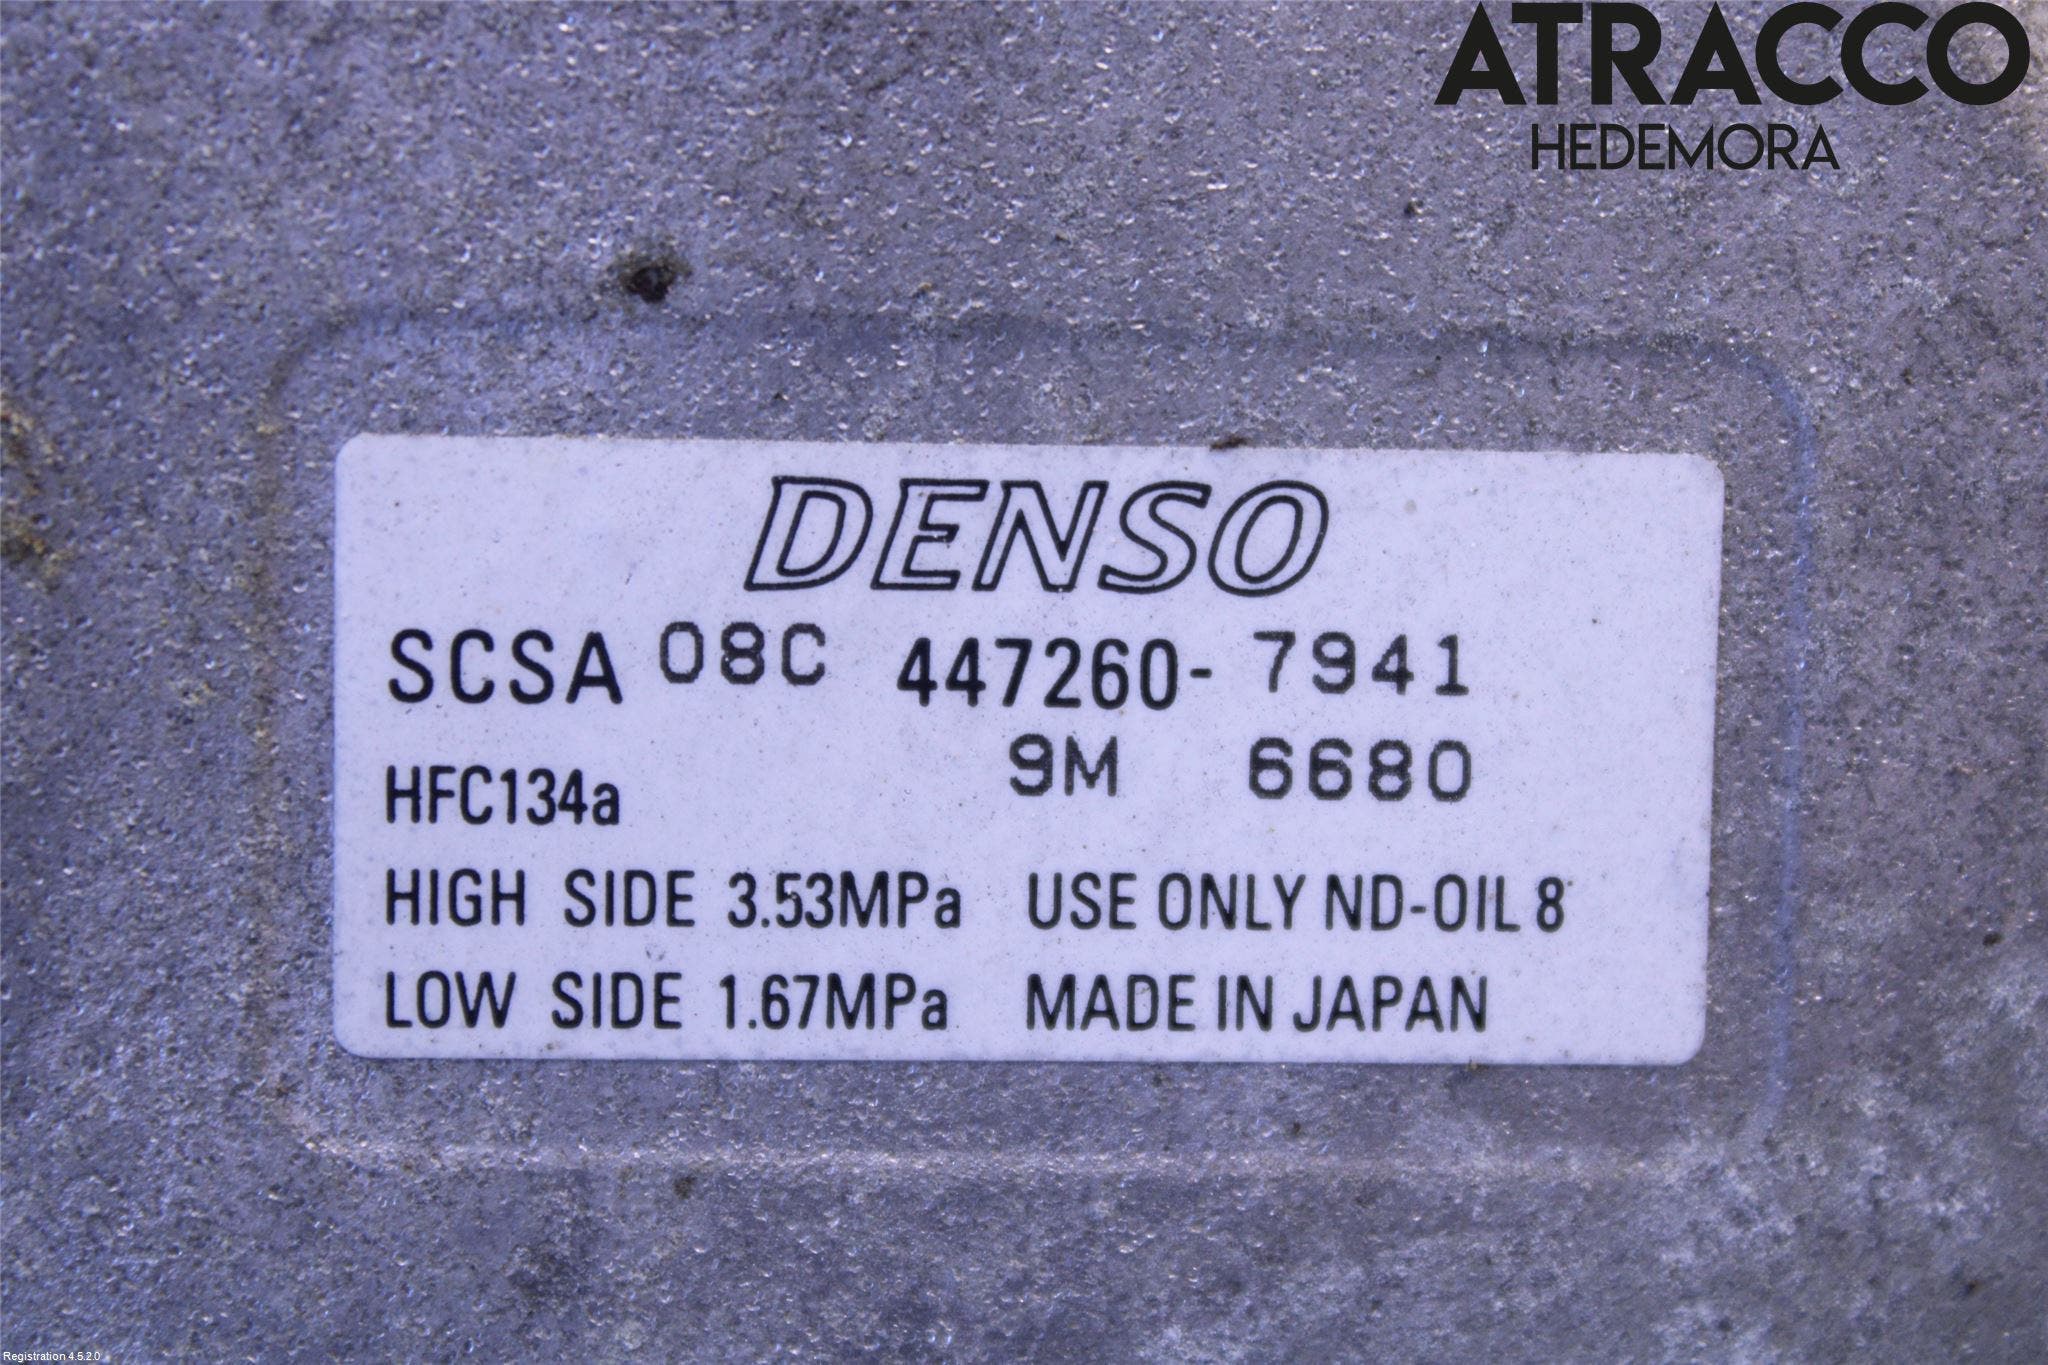 ATRACCO
HEDEMORA
DENSO
SCSA 08C 447260- 7941
HFC134a 9M 6680
HIGH SIDE 3.53MPa USE ONLY ND-OIL 8
LOW SIDE 1.67MPa MADE IN JAPAN
Registration 4.5.2.0